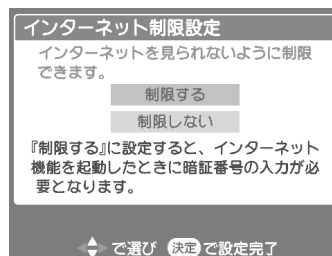 インターネット制限設定
インターネットを見られないように制限
できます。
制限する
制限しない
『制限する』に設定すると、インターネット
機能を起動したときに暗証番号の入力が必
要となります。
で選び 決定 で設定完了